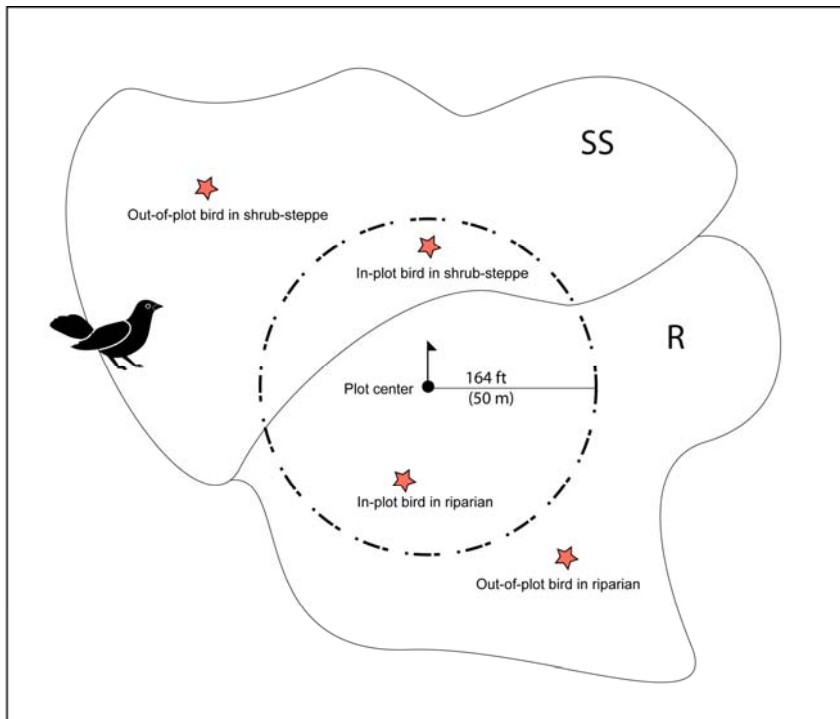 SS
Out-of-plot bird in shrub-steppe
In-plot bird in shrub-steppe
R
164 ft
Plot center
(50 m)
In-plot bird in riparian
Out-of-plot bird in riparian